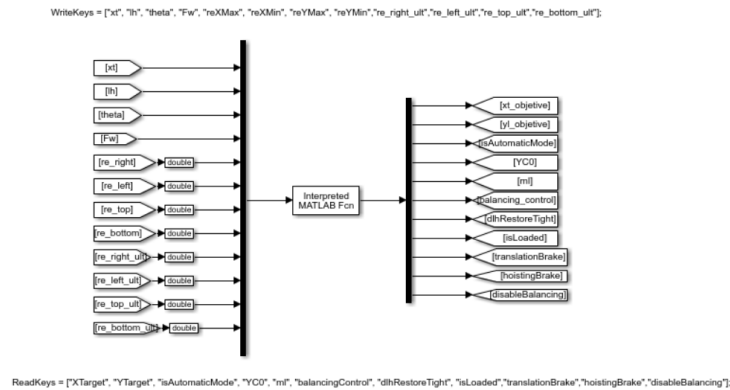 WriteKeys = ["xt", "lh", "theta", "Fw", "reXMax", "reXMin", "reYMax", "reYMin","re_right_ult","re_left_ult","re_top_ult","re_bottom_ult"];
[xt]
[lh]
[theta]
[Fw]
[re_right] double
[re_left] double
[re_top] double
[re_bottom] double
[re_right_ult] double
[re_left_ult] double
[re_top_ult] double
[re_bottom_ult] double
Interpreted
MATLAB Fcn
[xt_objetive]
[yl_objetive]
[isAutomaticMode]
[YC0]
[ml]
[balancing_control]
[dlhRestoreTight]
[isLoaded]
[translationBrake]
[hoistingBrake]
[disableBalancing]
ReadKeys = ["XTarget", "YTarget", "isAutomaticMode", "YC0", "ml", "balancingControl", "dlhRestoreTight", "isLoaded","translationBrake","hoistingBrake","disableBalancing"];